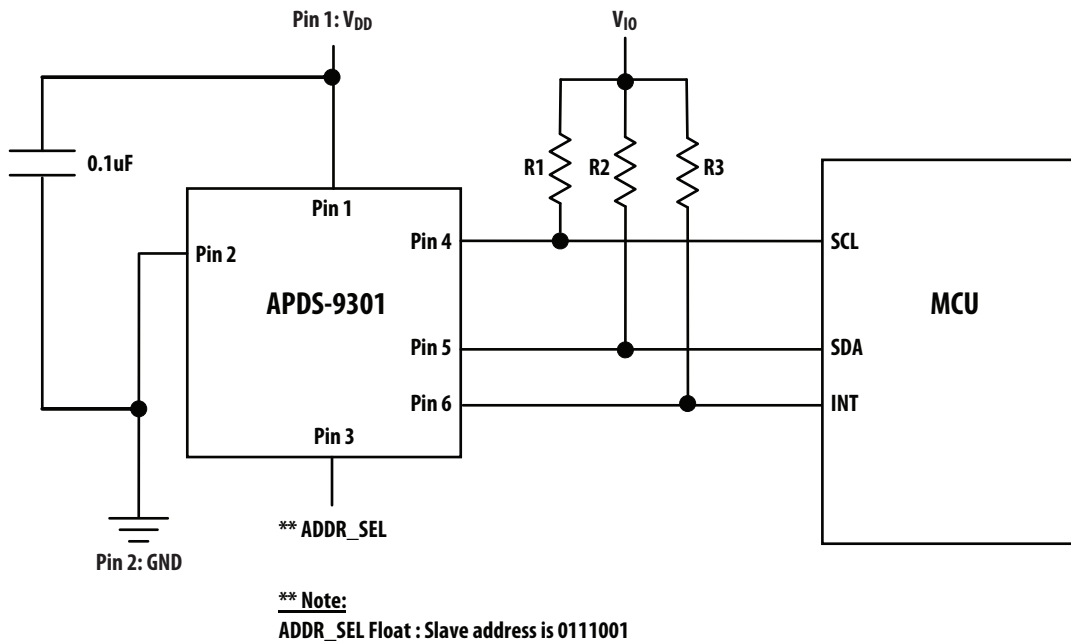 Pin 1: VDD
VI0
0.1uF
R1
R2
R3
Pin 1
Pin 4
SCL
Pin 2
APDS-9301
MCU
Pin 5
SDA
Pin 6
INT
Pin 3
** ADDR_SEL
Pin 2: GND
** Note:
ADDR_SEL Float : Slave address is 0111001